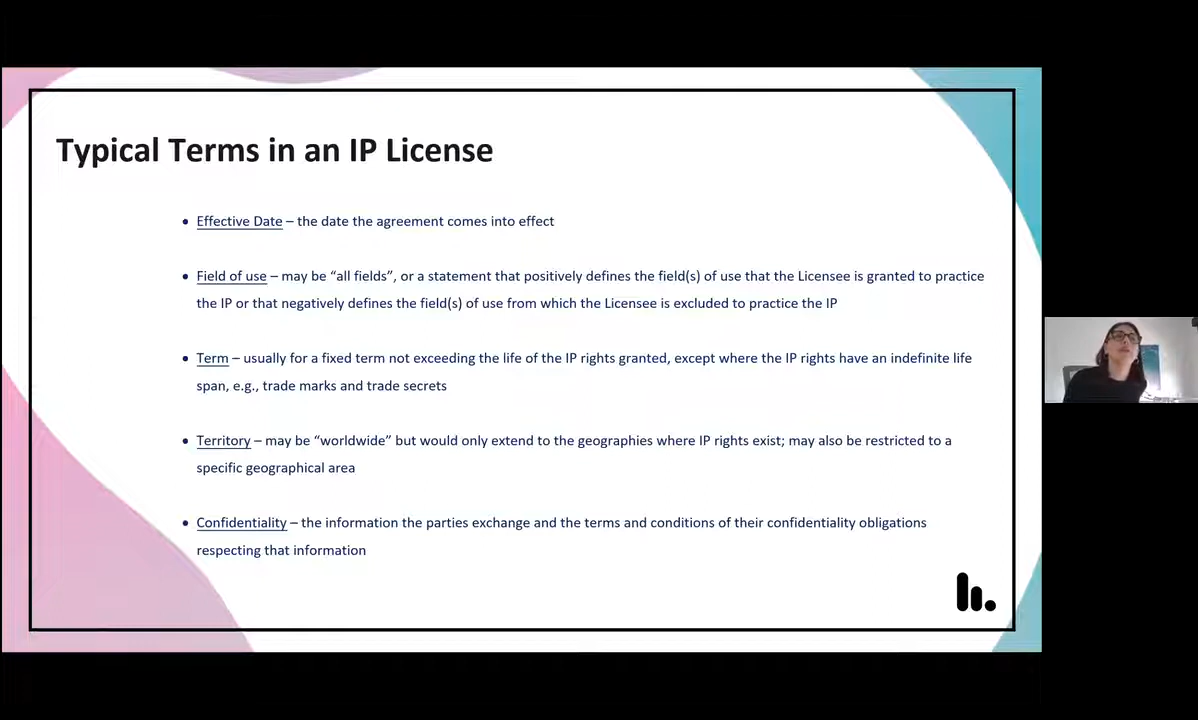 Typical Terms in an IP License
• Effective Date – the date the agreement comes into effect
• Field of use – may be “all fields”, or a statement that positively defines the field(s) of use that the Licensee is granted to practice
the IP or that negatively defines the field(s) of use from which the Licensee is excluded to practice the IP
• Term – usually for a fixed term not exceeding the life of the IP rights granted, except where the IP rights have an indefinite life
span, e.g., trade marks and trade secrets
• Territory – may be “worldwide” but would only extend to the geographies where IP rights exist; may also be restricted to a
specific geographical area
• Confidentiality – the information the parties exchange and the terms and conditions of their confidentiality obligations
respecting that information